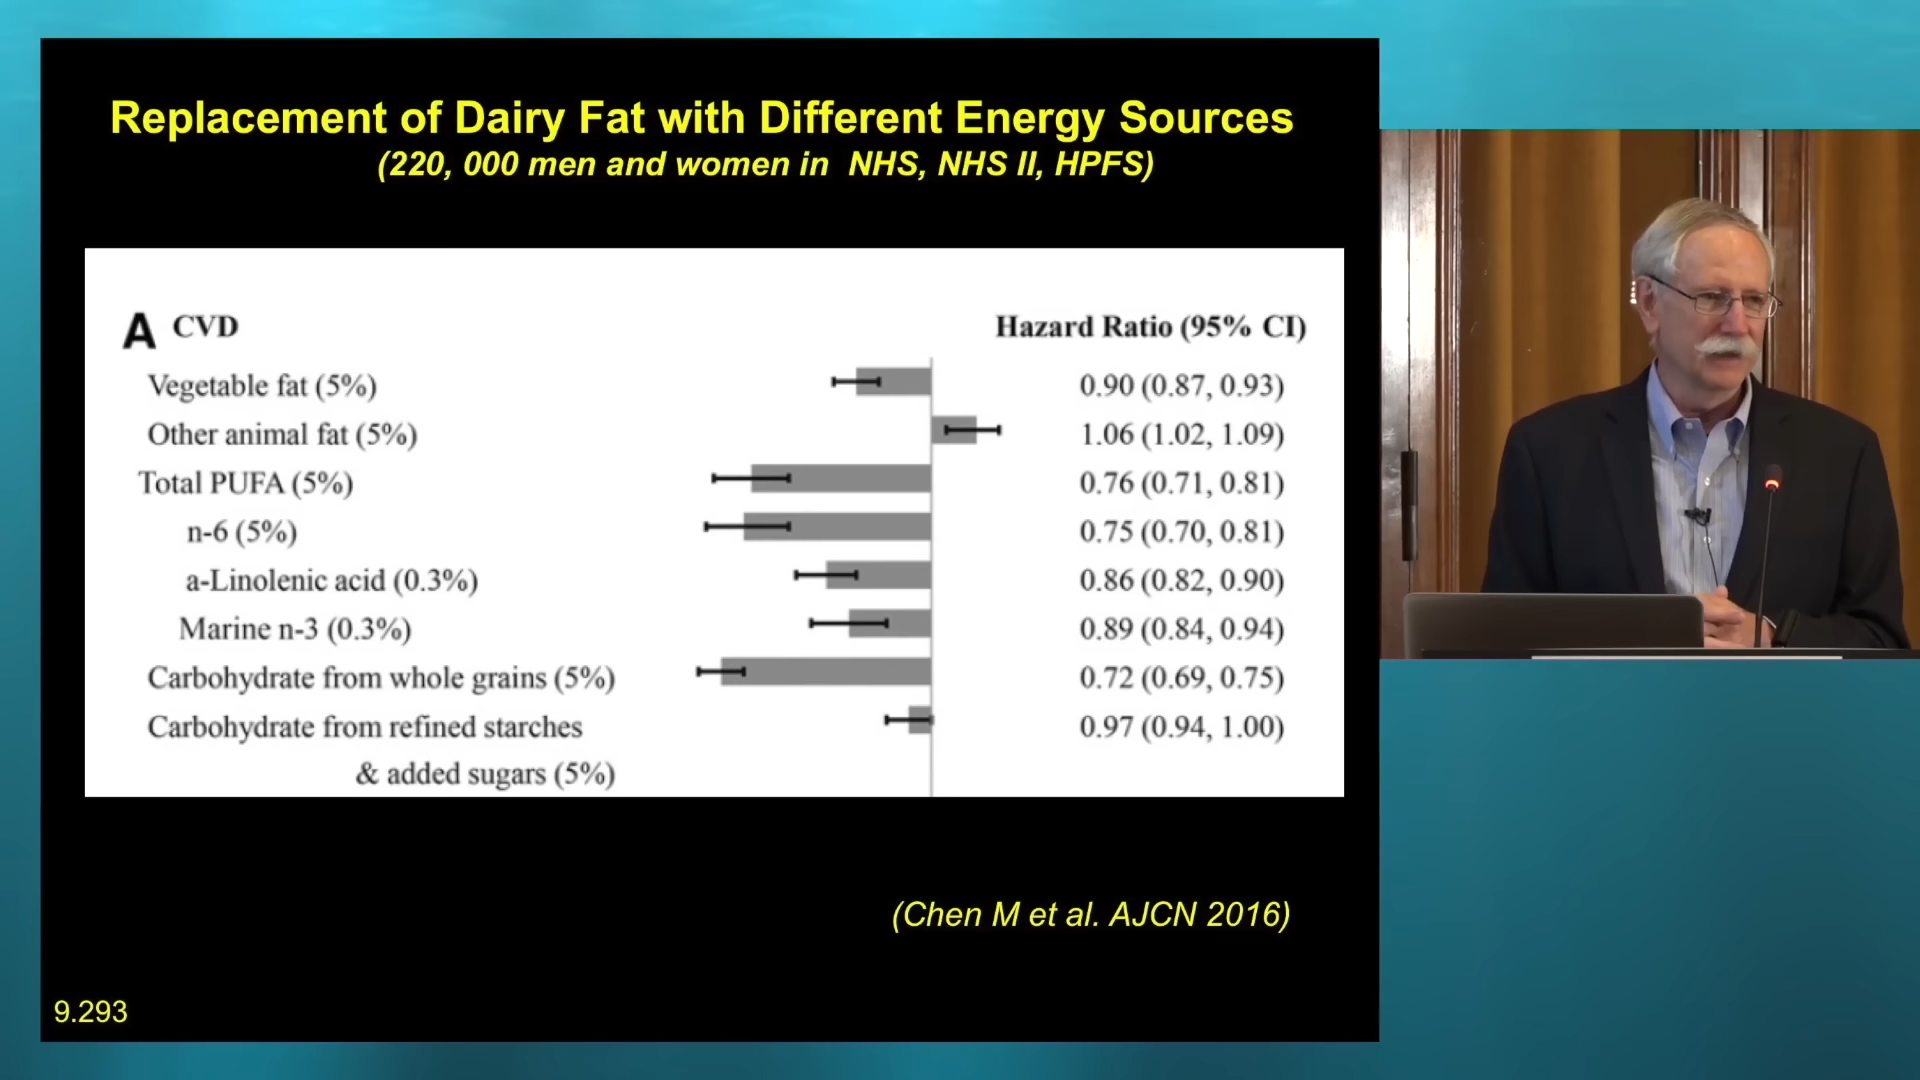 Replacement of Dairy Fat with Different Energy Sources
(220, 000 men and women in NHS, NHS II, HPFS)
A CVD Hazard Ratio (95% CI)
Vegetable fat (5%) 0.90 (0.87, 0.93)
Other animal fat (5%) 1.06 (1.02, 1.09)
Total PUFA (5%) 0.76 (0.71, 0.81)
n-6 (5%) 0.75 (0.70, 0.81)
a-Linolenic acid (0.3%) 0.86 (0.82, 0.90)
Marine n-3 (0.3%) 0.89 (0.84, 0.94)
Carbohydrate from whole grains (5%) 0.72 (0.69, 0.75)
Carbohydrate from refined starches 0.97 (0.94, 1.00)
& added sugars (5%)
(Chen M et al. AJCN 2016)
9.293